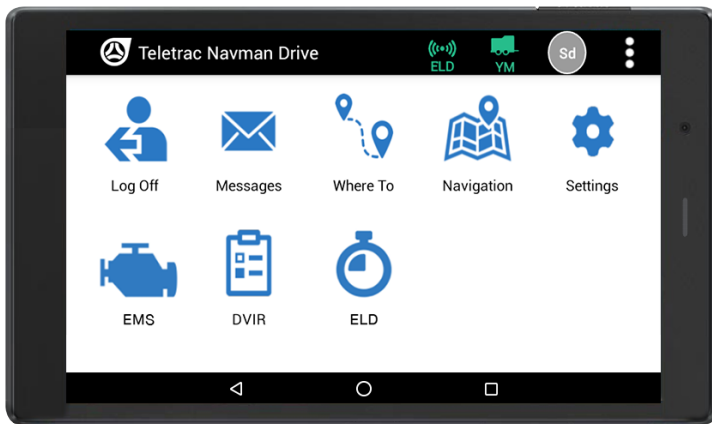 Teletrac Navman Drive
ELD
YM
Sd
Log Off
Messages
Where To
Navigation
Settings
EMS
DVIR
ELD